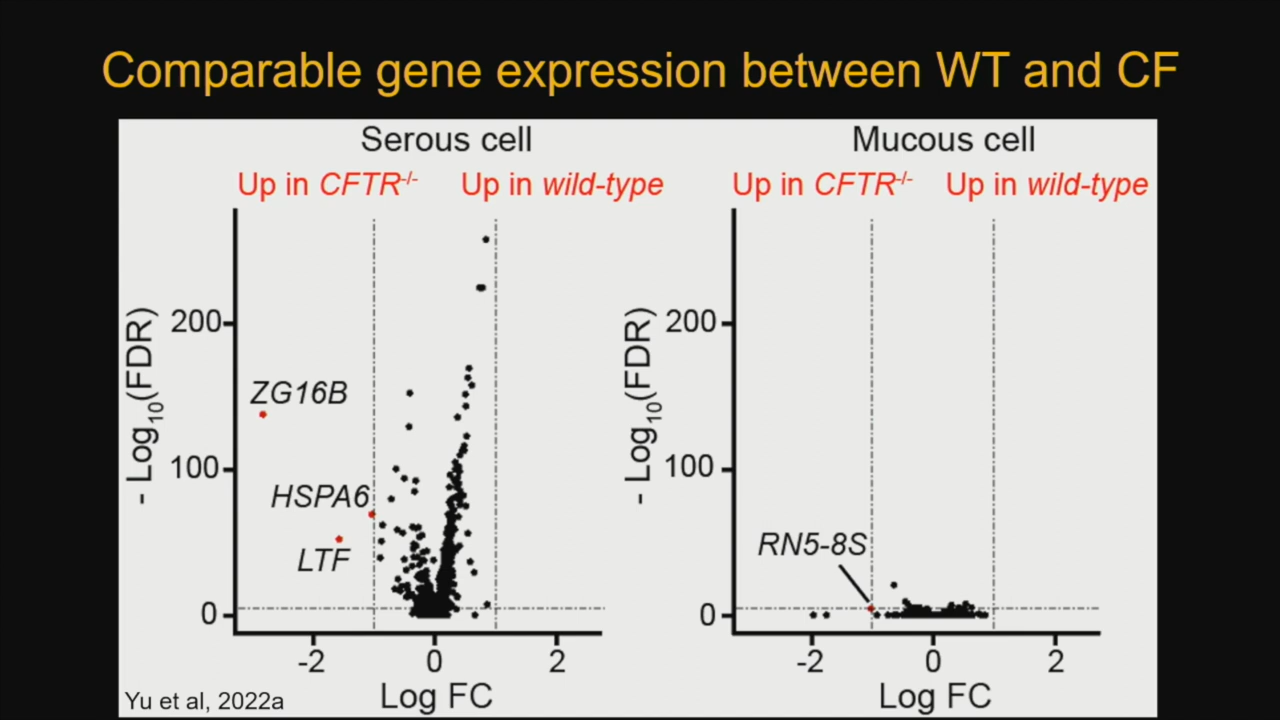 Comparable gene expression between WT and CF
Serous cell
Up in CFTR-/- Up in wild-type
- Log10(FDR)
200
100
0
ZG16B
HSPA6
LTF
-2 0 2
Log FC
Mucous cell
Up in CFTR-/- Up in wild-type
- Log10(FDR)
200
100
0
RN5-8S
-2 0 2
Log FC
Yu et al, 2022a